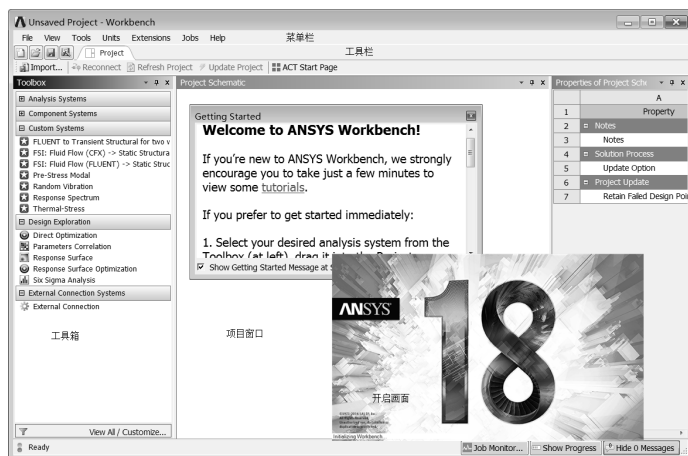 Unsaved Project - Workbench
File View Tools Units Extensions Jobs Help 菜单栏
Project 工具栏
Import... Reconnect Refresh Project Update Project ACT Start Page
Toolbox
Project Schematic
Properties of Project Sch
Analysis Systems
Component Systems
Custom Systems
FLUENT to Transient Structural for two v
FSI: Fluid Flow (CFX) -> Static Structura
FSI: Fluid Flow (FLUENT) -> Static Struc
Pre-Stress Modal
Random Vibration
Response Spectrum
Thermal-Stress
Design Exploration
Direct Optimization
Parameters Correlation
Response Surface
Response Surface Optimization
Six Sigma Analysis
External Connection Systems
External Connection
工具箱
View All / Customize...
Getting Started
Welcome to ANSYS Workbench!
If you're new to ANSYS Workbench, we strongly
encourage you to take just a few minutes to
view some tutorials.
If you prefer to get started immediately:
1. Select your desired analysis system from the
Toolbox (at left), drag it into the Project
Show Getting Started Message at S
项目窗口
ANSYS
18
开启画面
Initializing Workbench
A
1 Property
2 Notes
3 Notes
4 Solution Process
5 Update Option
6 Project Update
7 Retain Failed Design Poi
Ready
Job Monitor... Show Progress Hide 0 Messages